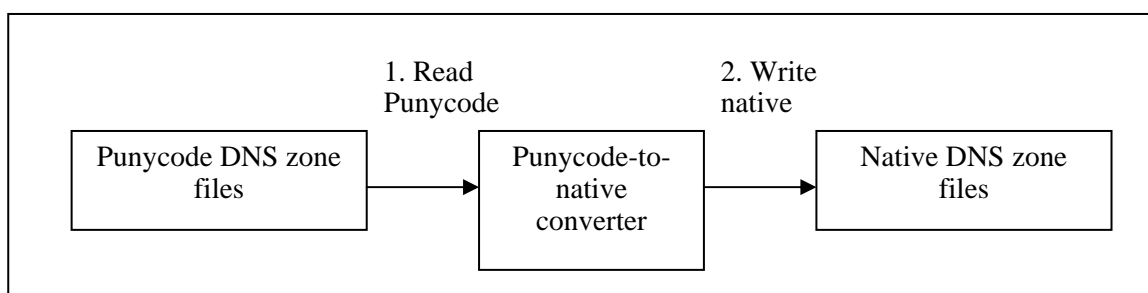 1. Read
Punycode
2. Write
native
Punycode DNS zone
files
Punycode-to-
native
converter
Native DNS zone
files